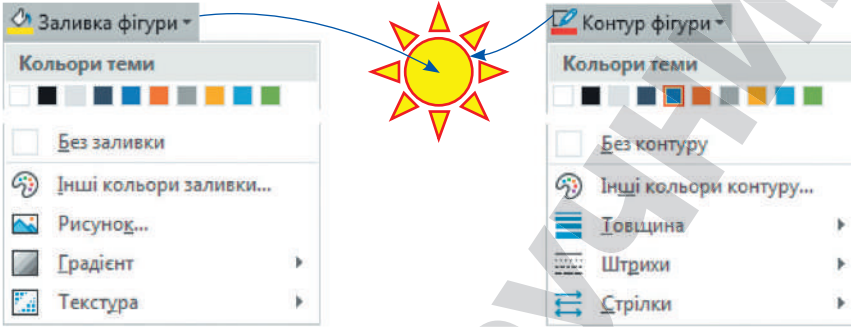 Заливка фігури
Кольори теми
Без заливки
Інші кольори заливки...
Рисунок...
Градієнт
Текстура
Контур фігури
Кольори теми
Без контуру
Інші кольори контуру...
Товщина
Штрихи
Стрілки